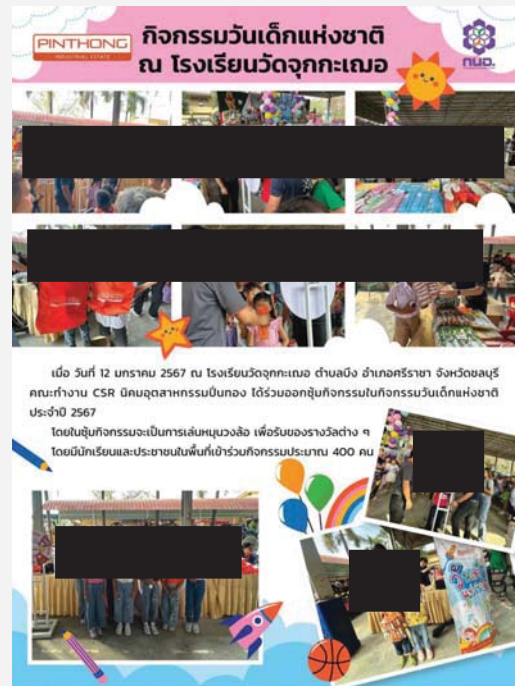 PINTHONG
INDUSTRIAL ESTATE
กิจกรรมวันเด็กแห่งชาติ
ณ โรงเรียนวัดจุกกะเฌอ
กนอ.
เมื่อ วันที่ 12 มกราคม 2567 ณ โรงเรียนวัดจุกกะเฌอ ตำบลบึง อำเภอศรีราชา จังหวัดชลบุรี
คณะทำงาน CSR นิคมอุตสาหกรรมปิ่นทอง ได้ร่วมออกซุ้มกิจกรรมในกิจกรรมวันเด็กแห่งชาติ
ประจำปี 2567
โดยในซุ้มกิจกรรมจะเป็นการเล่นหมุนวงล้อ เพื่อรับของรางวัลต่าง ๆ
โดยมีนักเรียนและประชาชนในพื้นที่เข้าร่วมกิจกรรมประมาณ 400 คน